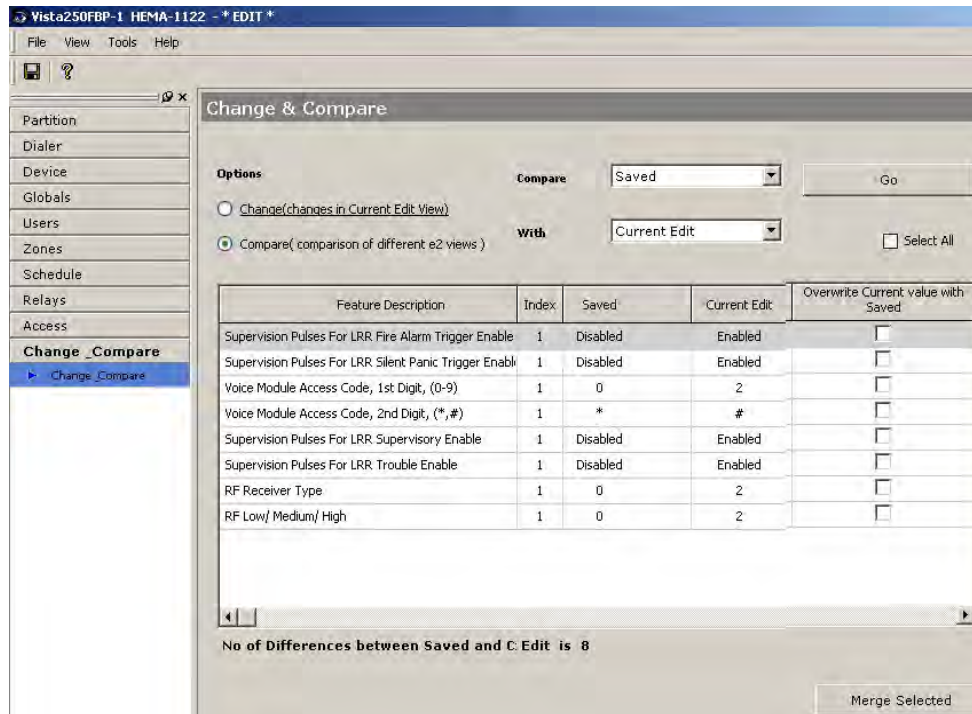 Vista250FBP-1 HEMA-1122 - * EDIT *
File View Tools Help
Change & Compare
Partition
Dialer
Device
Globals
Users
Zones
Schedule
Relays
Access
Change _Compare
Change _Compare
Options
Compare Saved Go
Change(changes in Current Edit View)
With Current Edit
Compare( comparison of different e2 views )
Select All
Feature Description Index Saved Current Edit Overwrite Current value with Saved
Supervision Pulses For LRR Fire Alarm Trigger Enable 1 Disabled Enabled
Supervision Pulses For LRR Silent Panic Trigger Enabl 1 Disabled Enabled
Voice Module Access Code, 1st Digit, (0-9) 1 0 2
Voice Module Access Code, 2nd Digit, (*,#) 1 * #
Supervision Pulses For LRR Supervisory Enable 1 Disabled Enabled
Supervision Pulses For LRR Trouble Enable 1 Disabled Enabled
RF Receiver Type 1 0 2
RF Low/ Medium/ High 1 0 2
No of Differences between Saved and C Edit is 8
Merge Selected